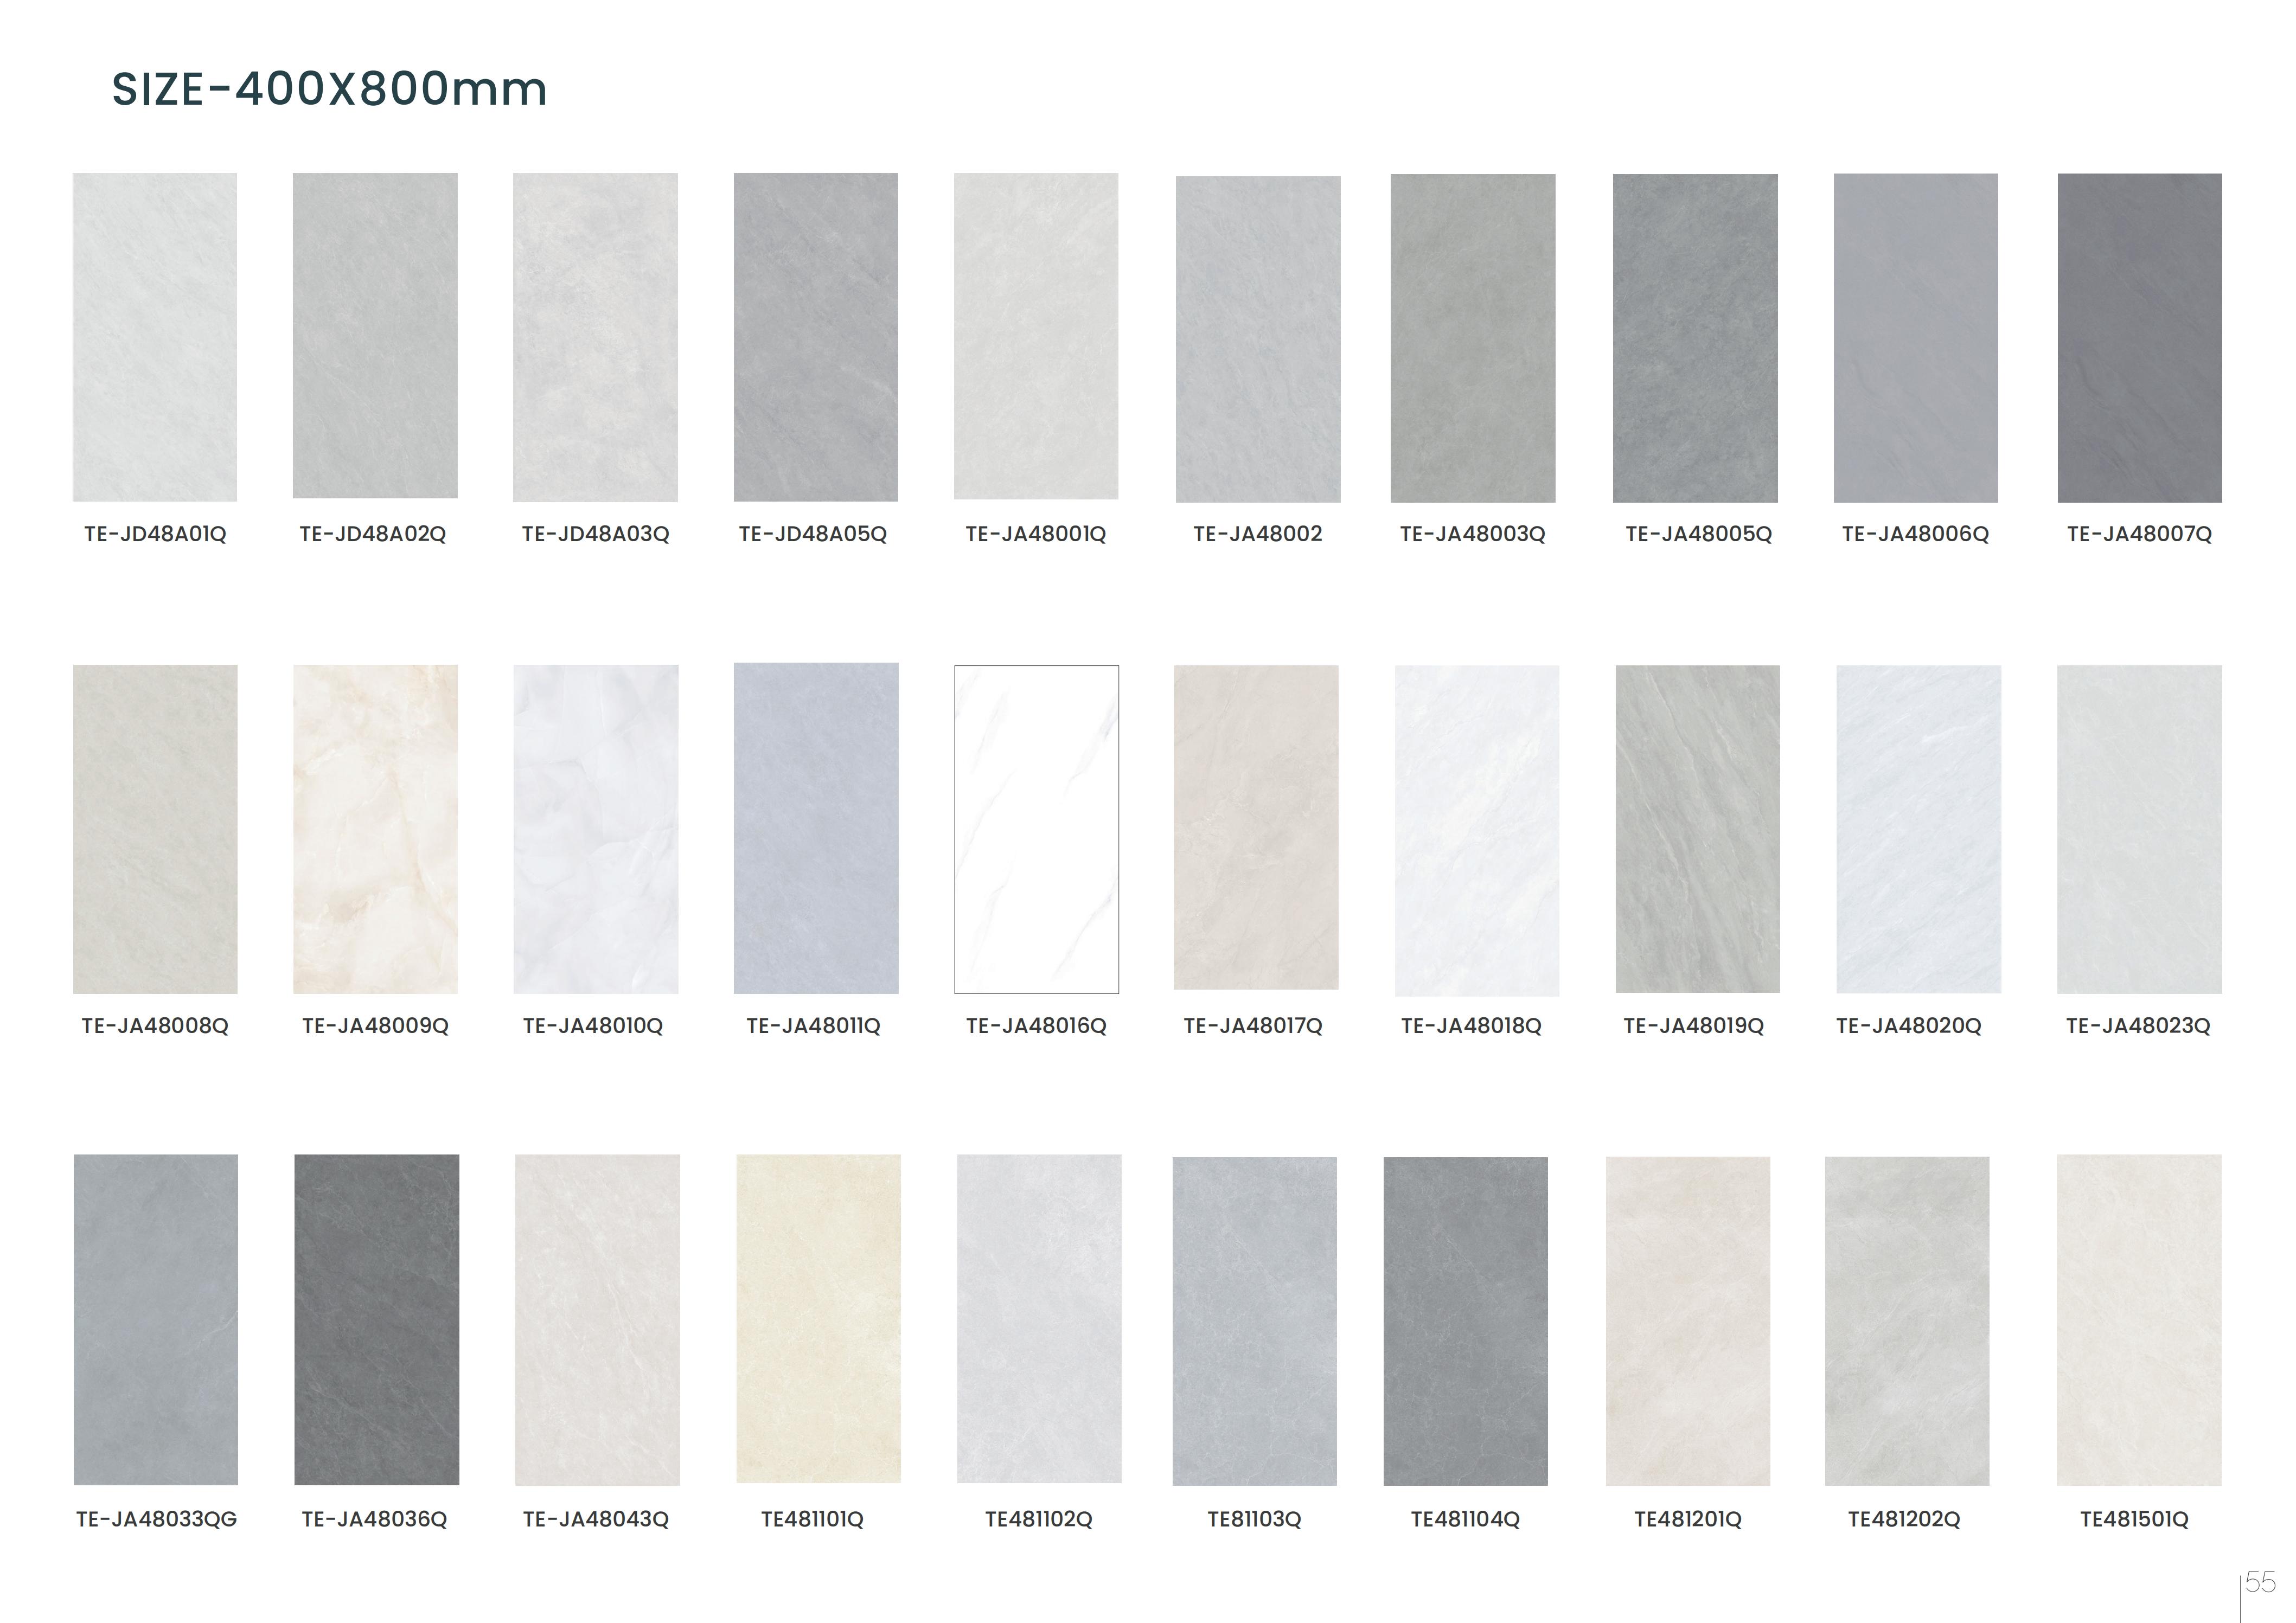 SIZE-400X800mm
TE-JD48A01Q TE-JD48A02Q TE-JD48A03Q TE-JD48A05Q TE-JA48001Q TE-JA48002 TE-JA48003Q TE-JA48005Q TE-JA48006Q TE-JA48007Q
TE-JA48008Q TE-JA48009Q TE-JA48010Q TE-JA48011Q TE-JA48016Q TE-JA48017Q TE-JA48018Q TE-JA48019Q TE-JA48020Q TE-JA48023Q
TE-JA48033QG TE-JA48036Q TE-JA48043Q TE481101Q TE481102Q TE81103Q TE481104Q TE481201Q TE481202Q TE481501Q
55